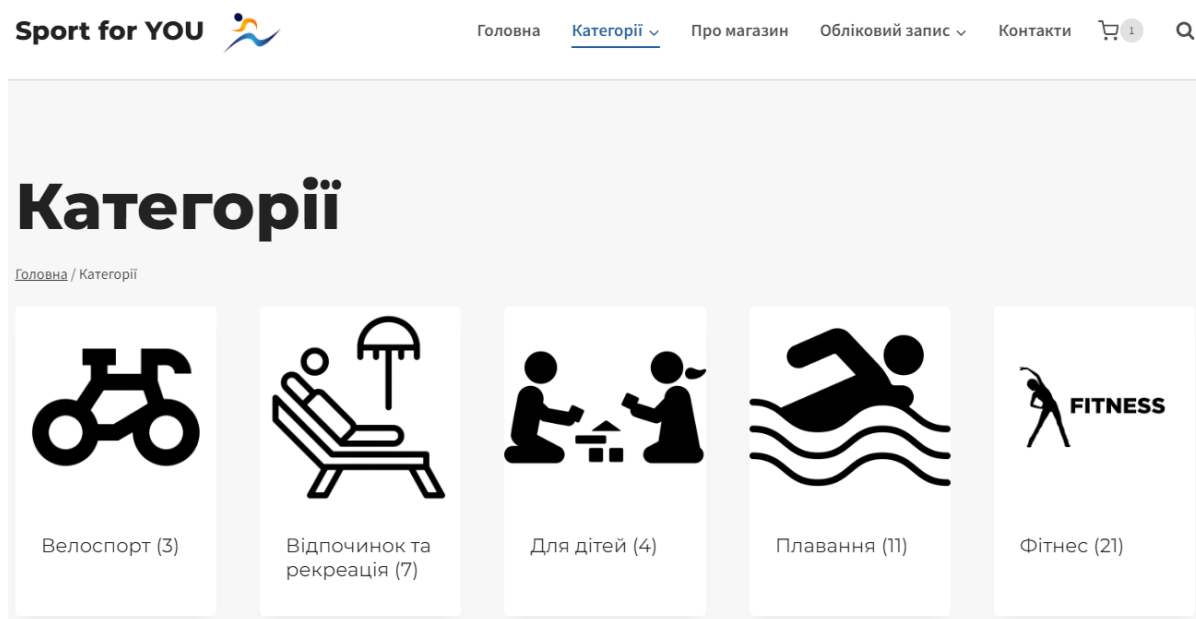 Sport for YOU
Головна Категорії Про магазин Обліковий запис Контакти 1
Категорії
Головна / Категорії
FITNESS
Велоспорт (3)
Відпочинок та
рекреація (7)
Для дітей (4)
Плавання (11)
Фітнес (21)